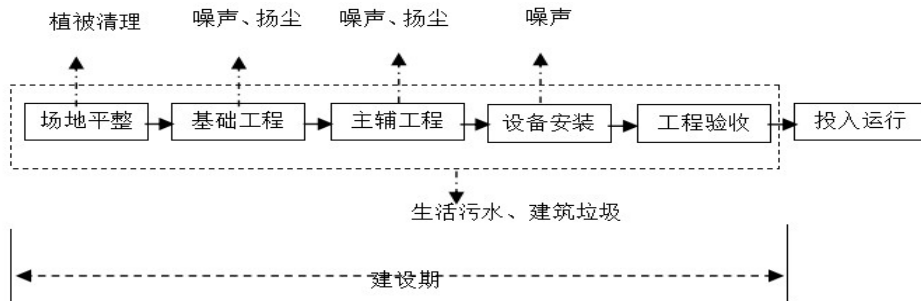 植被清理 噪声、扬尘 噪声、扬尘 噪声
场地平整 基础工程 主辅工程 设备安装 工程验收 投入运行
生活污水、建筑垃圾
建设期